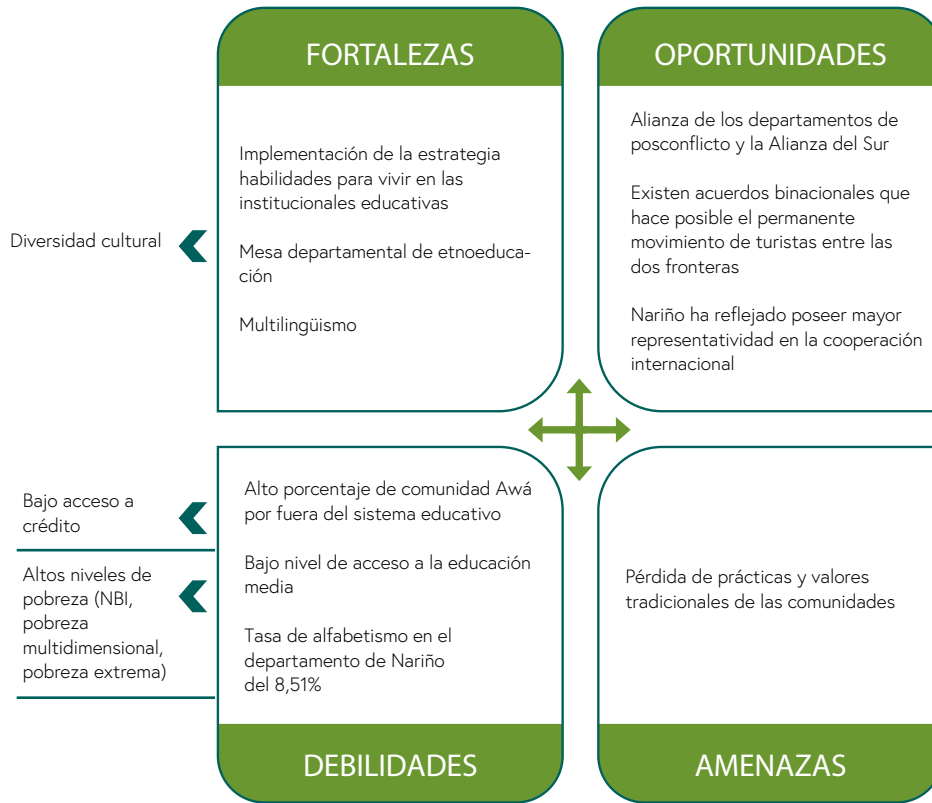 FORTALEZAS
Implementación de la estrategia
habilidades para vivir en las
institucionales educativas
Mesa departamental de etnoeduca-
ción
Multilingüismo
Diversidad cultural
OPORTUNIDADES
Alianza de los departamentos de
posconflicto y la Alianza del Sur
Existen acuerdos binacionales que
hace posible el permanente
movimiento de turistas entre las
dos fronteras
Nariño ha reflejado poseer mayor
representatividad en la cooperación
internacional
Bajo acceso a
crédito
Altos niveles de
pobreza (NBI,
pobreza
multidimensional,
pobreza extrema)
Alto porcentaje de comunidad Awá
por fuera del sistema educativo
Bajo nivel de acceso a la educación
media
Tasa de alfabetismo en el
departamento de Nariño
del 8,51%
DEBILIDADES
Pérdida de prácticas y valores
tradicionales de las comunidades
AMENAZAS